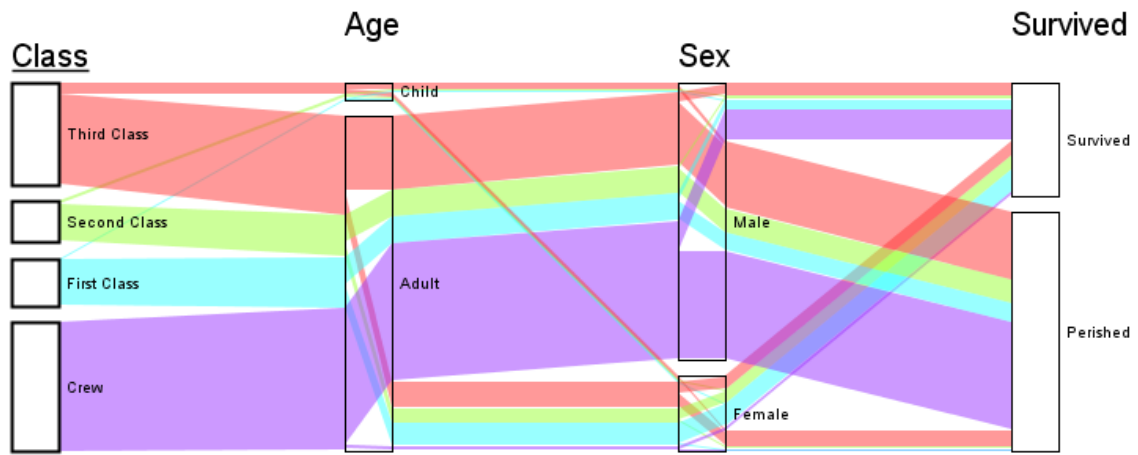 Age
Survived
Class
Sex
Child
Third Class
Survived
Second Class
Male
First Class
Adult
Perished
Crew
Female